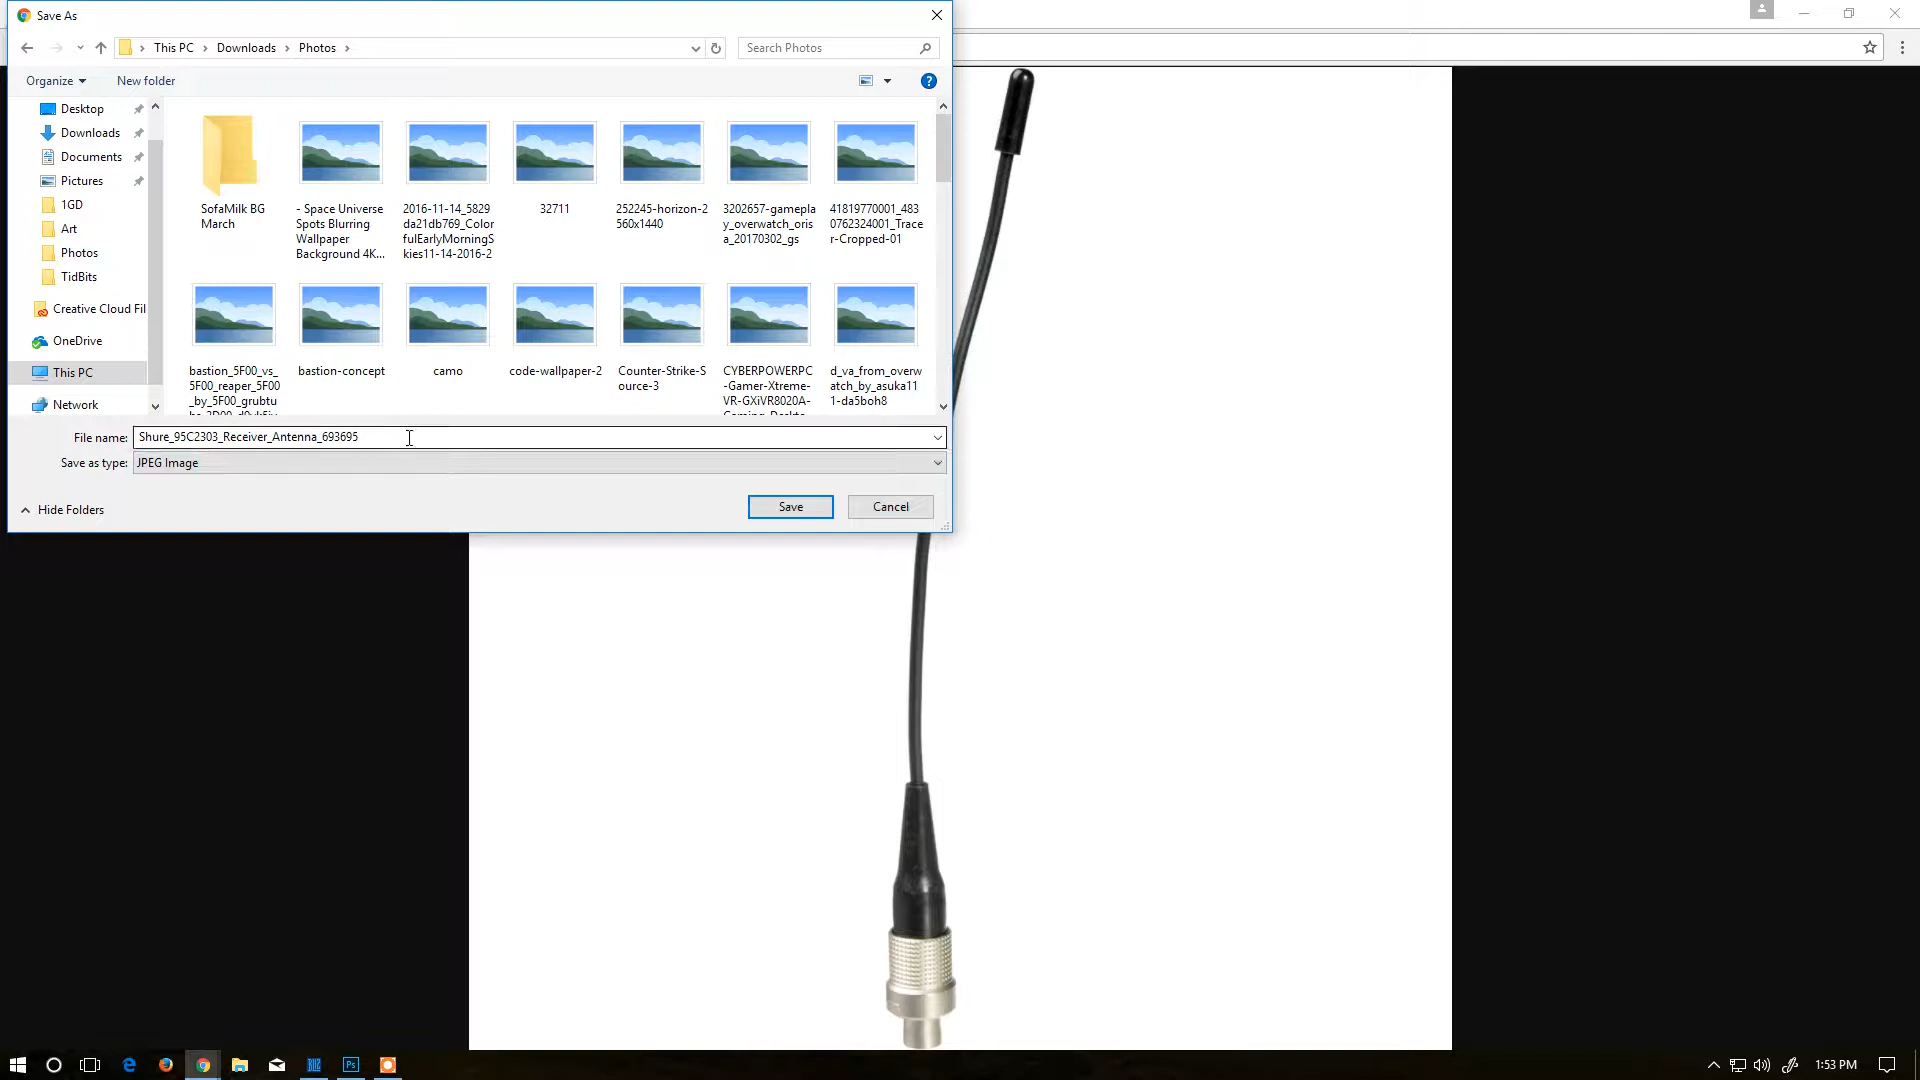 Save As
This PC
Downloads
Photos
Search Photos
Organize
New folder
Desktop
Downloads
Documents
Pictures
1GD
Art
Photos
TidBits
Creative Cloud Fil
OneDrive
This PC
Network
SofaMilk BG
March
- Space Universe
Spots Blurring
Wallpaper
Background 4K...
2016-11-14_5829
da21db769_Color
fulEarlyMorningS
kies11-14-2016-2
32711
252245-horizon-2
560x1440
3202657-gamepla
y_overwatch_oris
a_20170302_gs
41819770001_483
0762324001_Trace
r-Cropped-01
bastion_5F00_vs_
5F00_reaper_5F00
_by_5F00_grubtu
bastion-concept
camo
code-wallpaper-2
Counter-Strike-S
ource-3
CYBERPOWERPC
-Gamer-Xtreme-
VR-GXiVR8020A-
d_va_from_overw
atch_by_asuka11
1-da5boh8
File name:
Shure_95C2303_Receiver_Antenna_693695
Save as type:
JPEG Image
Hide Folders
Save
Cancel
Ps
1:53 PM